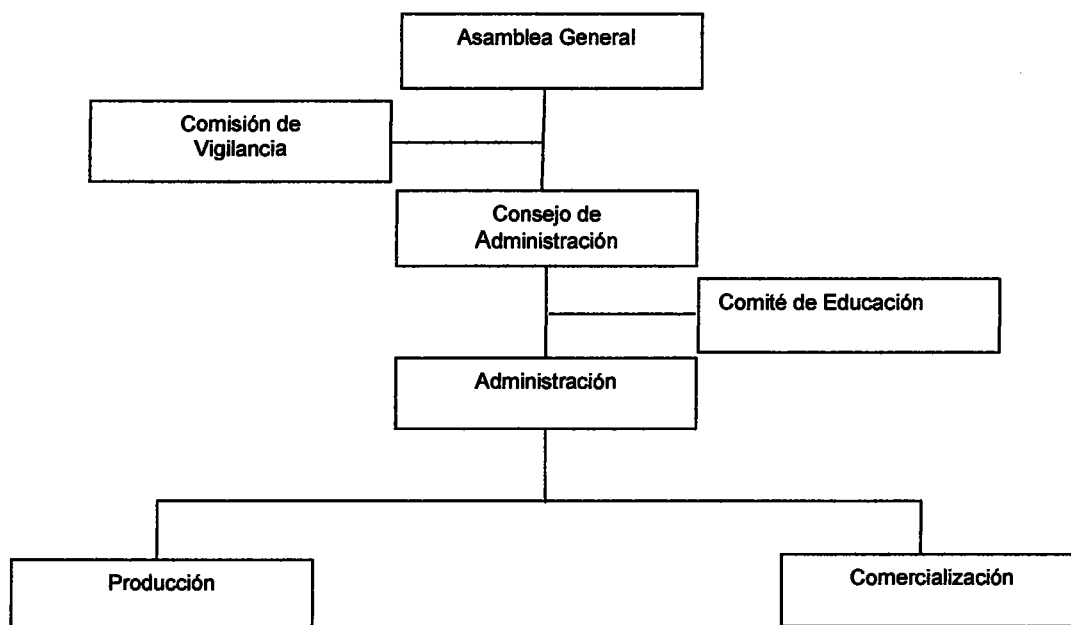 Asamblea General
Comisión de
Vigilancia
Consejo de
Administración
Comité de Educación
Administración
Producción
Comercialización